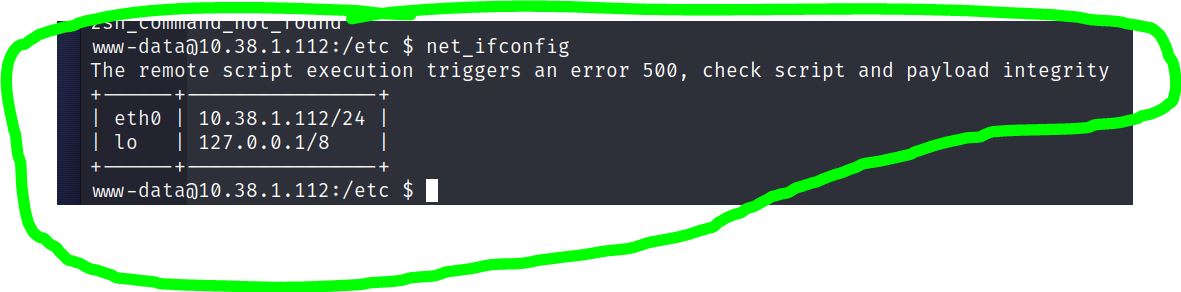 zsh_command_not_found
www-data@10.38.1.112:/etc $ net_ifconfig
The remote script execution triggers an error 500, check script and payload integrity
+------+----------------+
| eth0 | 10.38.1.112/24 |
| lo   | 127.0.0.1/8    |
+------+----------------+
www-data@10.38.1.112:/etc $